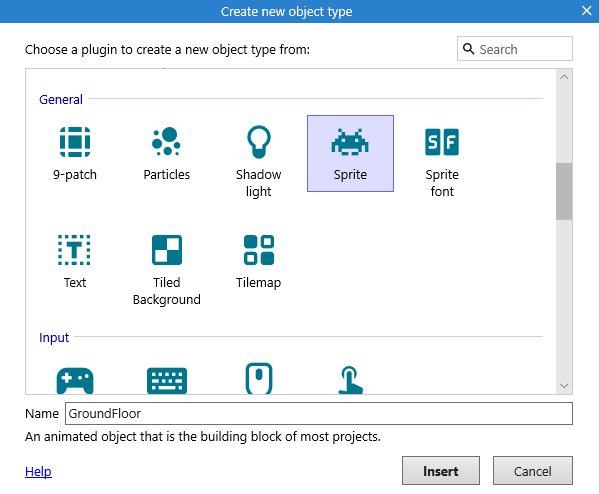 Create new object type
Choose a plugin to create a new object type from:
Search
General
9-patch
Particles
Shadow
light
Sprite
Sprite
font
Text
Tiled
Background
Tilemap
Input
Name GroundFloor
An animated object that is the building block of most projects.
Help
Insert
Cancel